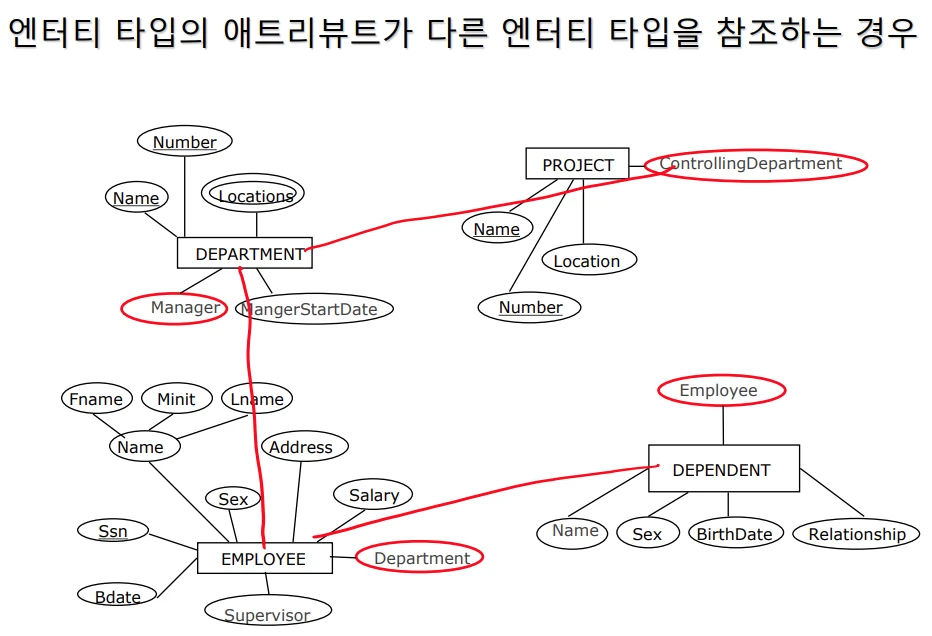 엔터티 타입의 애트리뷰트가 다른 엔터티 타입을 참조하는 경우
Number
Name
Locations
DEPARTMENT
Manager
MangerStartDate
PROJECT
ControllingDepartment
Name
Location
Number
Fname
Minit
Lname
Name
Address
Sex
Salary
Ssn
EMPLOYEE
Department
Bdate
Supervisor
Employee
DEPENDENT
Name
Sex
BirthDate
Relationship